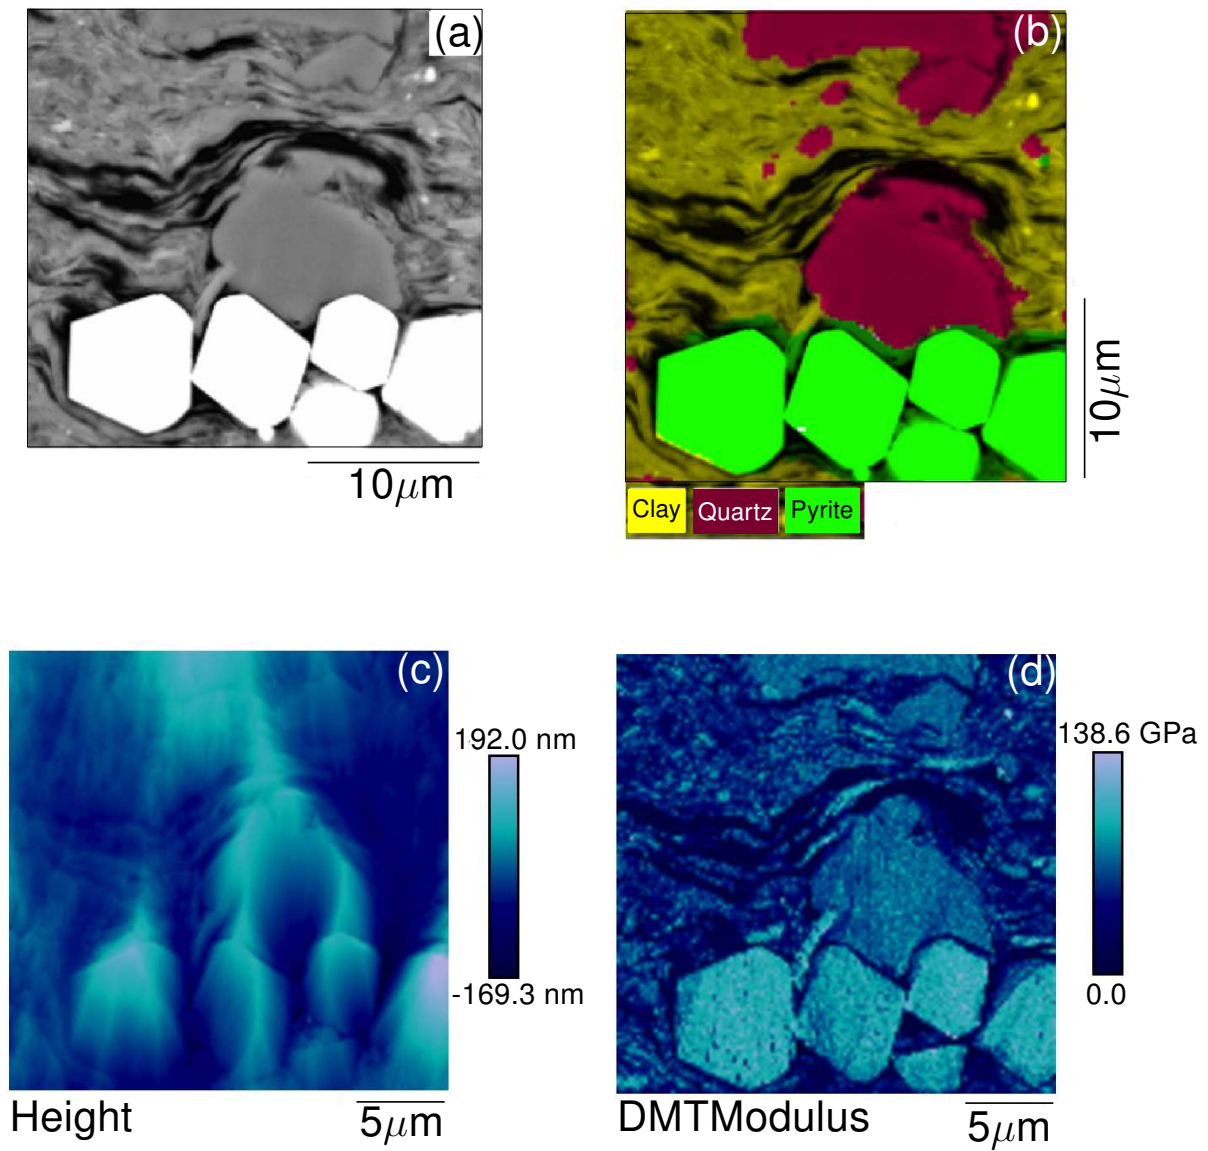 (a)
(b)
10μm
10μm
Clay Quartz Pyrite
(c)
(d)
192.0 nm
-169.3 nm
138.6 GPa
0.0
Height
5μm
DMTModulus
5μm